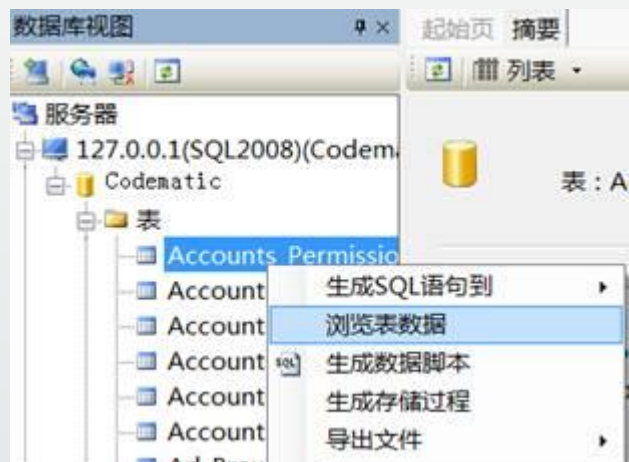 数据库视图
起始页 摘要
列表
服务器
127.0.0.1(SQL2008)(Codem
Codematic
表：A
表
Accounts_Permissio
Account
生成SQL语句到
Account
浏览表数据
Account
SQL 生成数据脚本
Account
生成存储过程
Account
导出文件